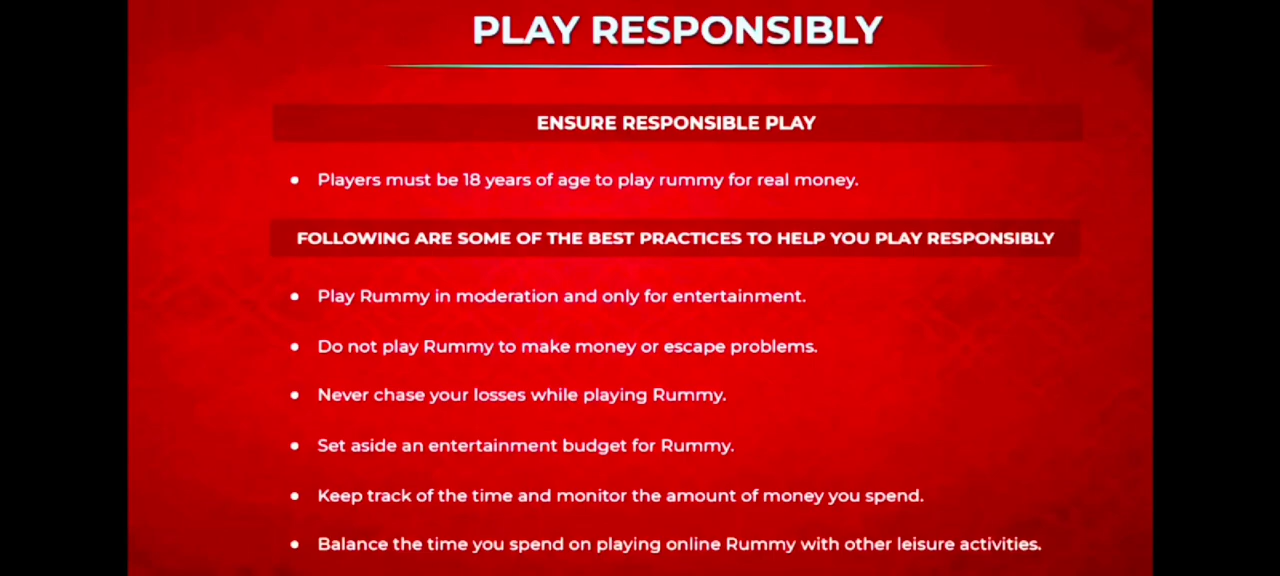 PLAY RESPONSIBLY
ENSURE RESPONSIBLE PLAY
• Players must be 18 years of age to play rummy for real money.
FOLLOWING ARE SOME OF THE BEST PRACTICES TO HELP YOU PLAY RESPONSIBLY
• Play Rummy in moderation and only for entertainment.
• Do not play Rummy to make money or escape problems.
• Never chase your losses while playing Rummy.
• Set aside an entertainment budget for Rummy.
• Keep track of the time and monitor the amount of money you spend.
• Balance the time you spend on playing online Rummy with other leisure activities.